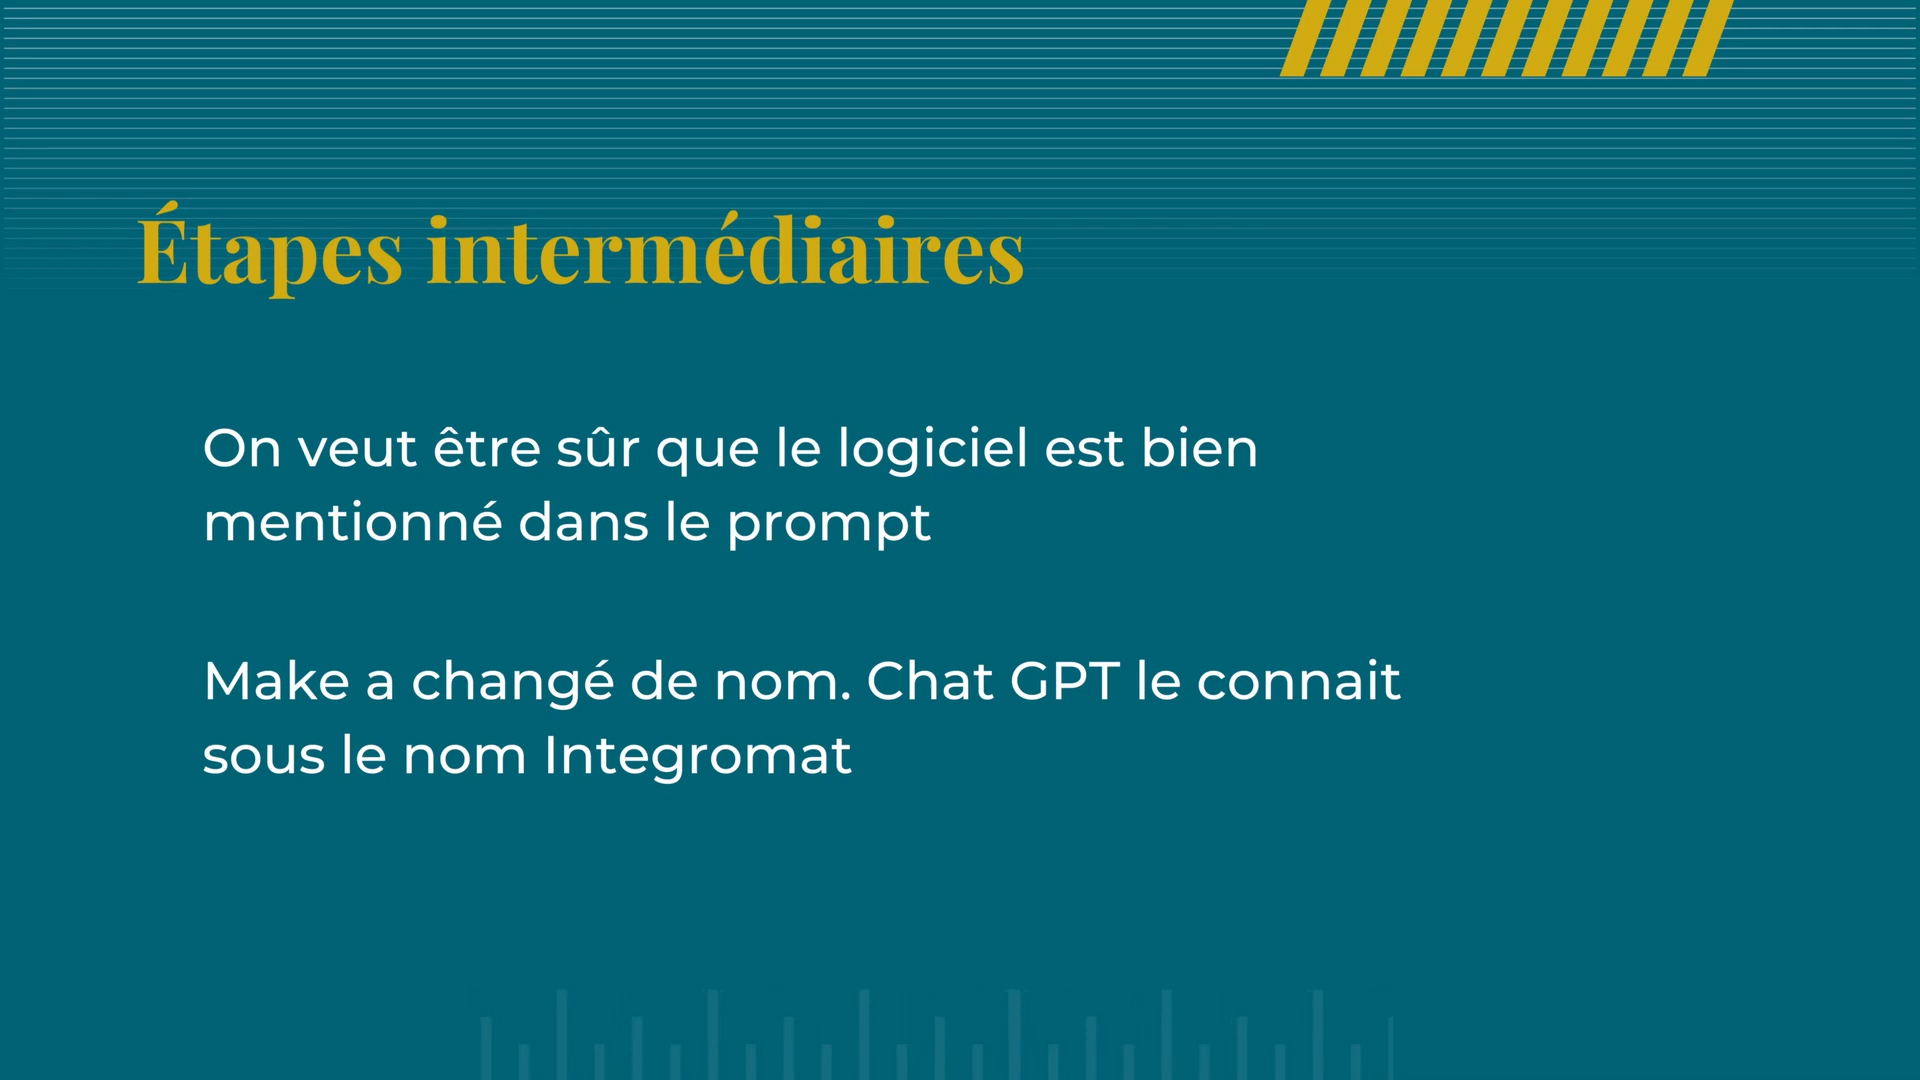 Étapes intermédiaires
On veut être sûr que le logiciel est bien
mentionné dans le prompt
Make a changé de nom. Chat GPT le connait
sous le nom Integromat